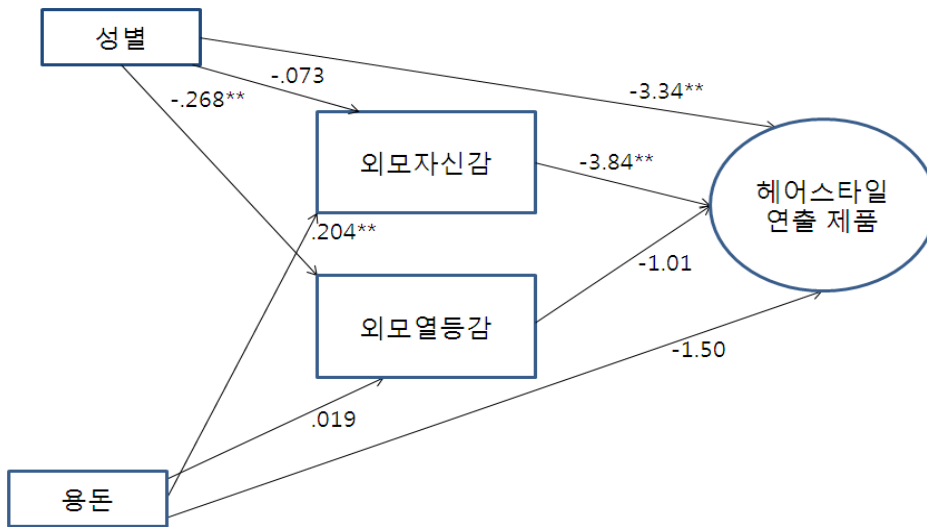 성별
-.073
-.268**
-3.34**
외모자신감
-3.84**
헤어스타일
연출 제품
.204**
-1.01
외모열등감
-1.50
.019
용돈